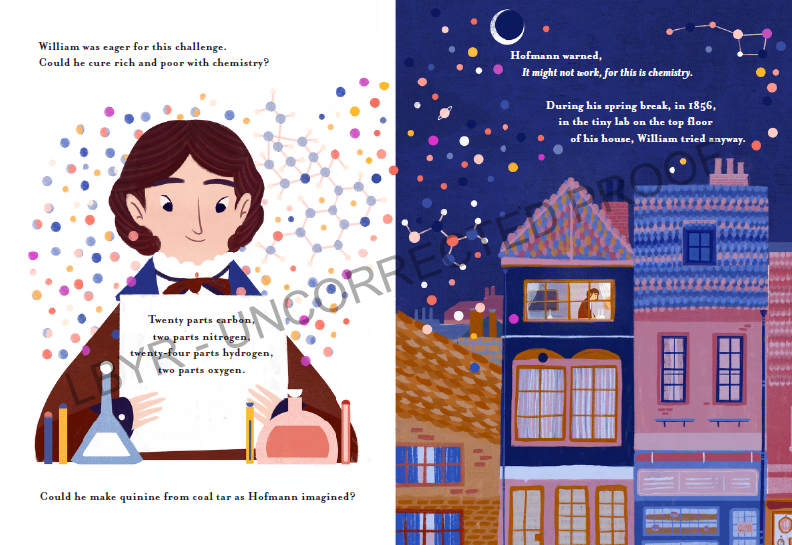 William was eager for this challenge.
Could he cure rich and poor with chemistry?
Twenty parts carbon,
two parts nitrogen,
twenty-four parts hydrogen,
two parts oxygen.
Could he make quinine from coal tar as Hofmann imagined?
Hofmann warned,
It might not work, for this is chemistry.
During his spring break, in 1856,
in the tiny lab on the top floor
of his house, William tried anyway.
LBYR - UNCORRECTED PROOF